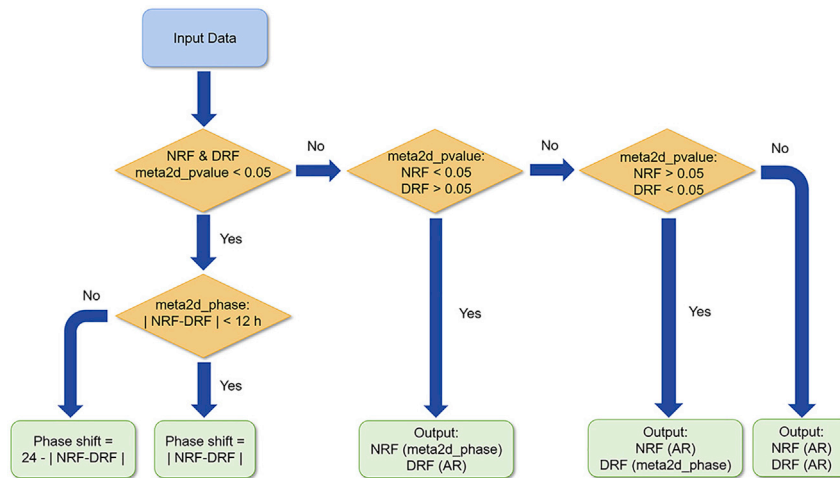 Input Data
NRF & DRF
meta2d_pvalue < 0.05
No
meta2d_pvalue:
NRF < 0.05
DRF > 0.05
No
meta2d_pvalue:
NRF > 0.05
DRF < 0.05
No
Yes
No
meta2d_phase:
| NRF-DRF | < 12 h
Yes
Yes
Yes
Phase shift =
24 - | NRF-DRF |
Phase shift =
| NRF-DRF |
Output:
NRF (meta2d_phase)
DRF (AR)
Output:
NRF (AR)
DRF (meta2d_phase)
Output:
NRF (AR)
DRF (AR)